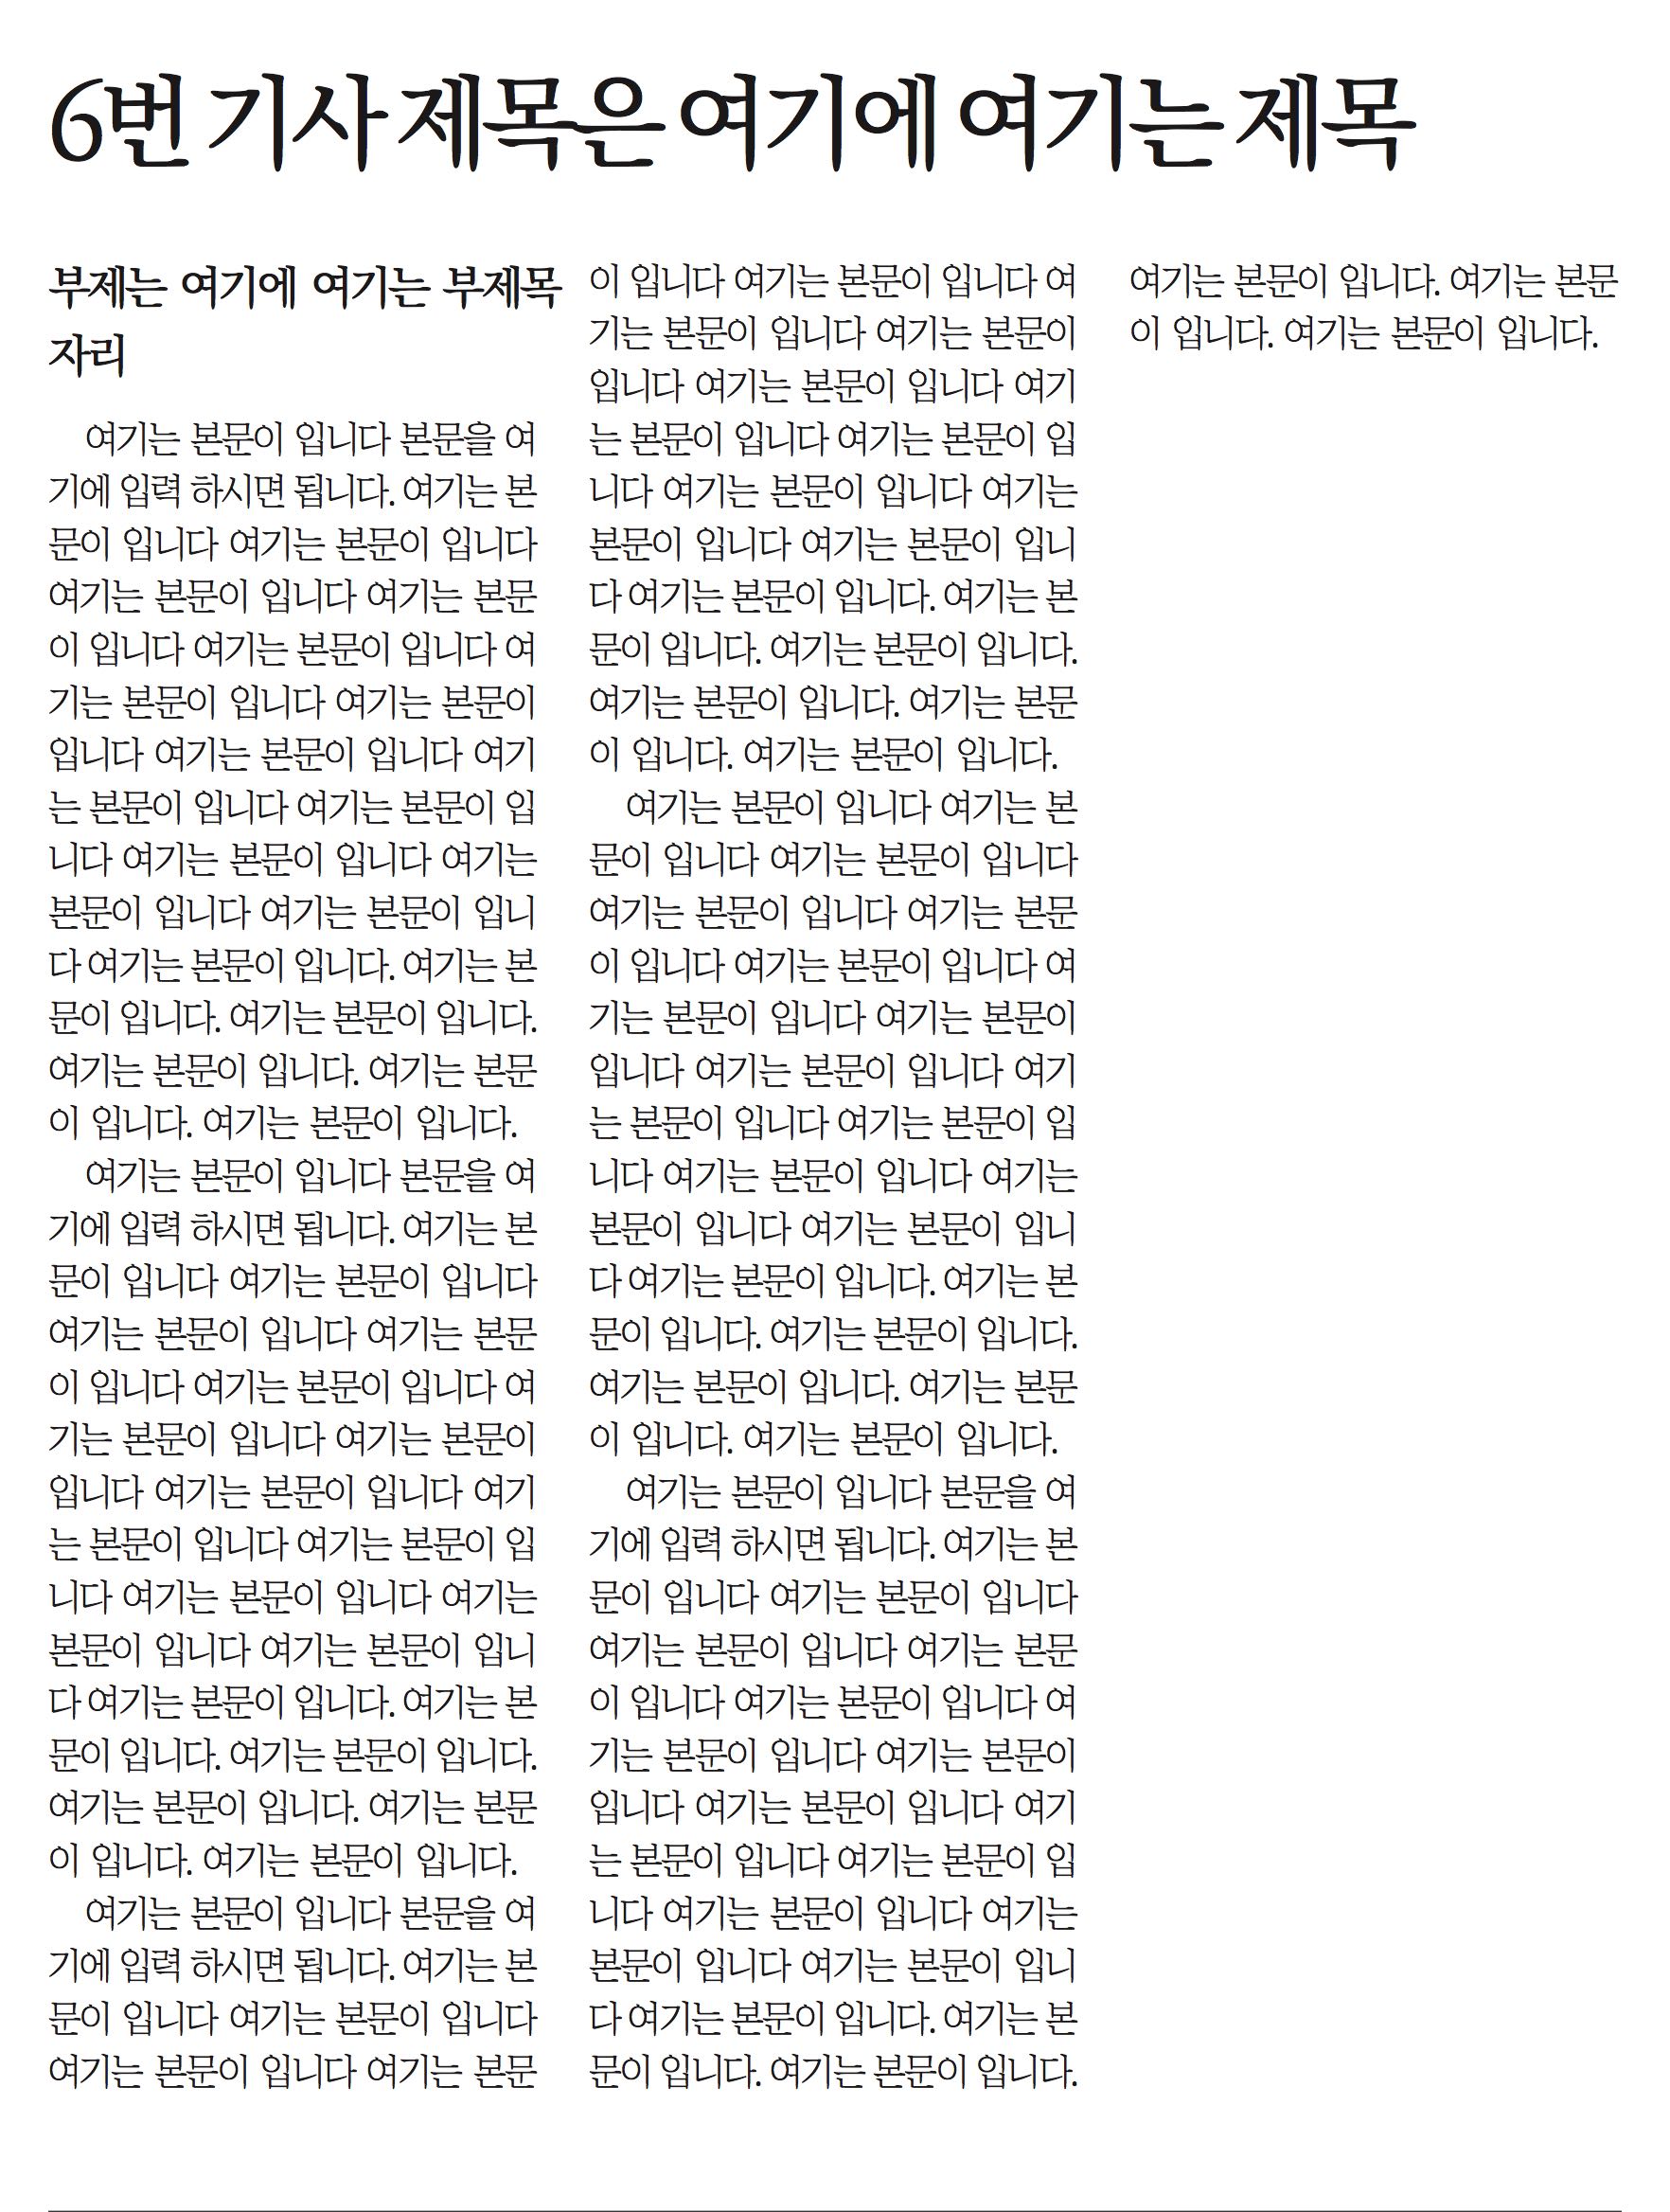 6번 기사 제목은 여기에 여기는 제목
부제는 여기에 여기는 부제목
자리
여기는 본문이 입니다 본문을 여
기에 입력 하시면 됩니다. 여기는 본
문이 입니다 여기는 본문이 입니다
여기는 본문이 입니다 여기는 본문
이 입니다 여기는 본문이 입니다 여
기는 본문이 입니다 여기는 본문이
입니다 여기는 본문이 입니다 여기
는 본문이 입니다 여기는 본문이 입
니다 여기는 본문이 입니다 여기는
본문이 입니다 여기는 본문이 입니
다 여기는 본문이 입니다. 여기는 본
문이 입니다. 여기는 본문이 입니다.
여기는 본문이 입니다. 여기는 본문
이 입니다. 여기는 본문이 입니다.
여기는 본문이 입니다 본문을 여
기에 입력 하시면 됩니다. 여기는 본
문이 입니다 여기는 본문이 입니다
여기는 본문이 입니다 여기는 본문
이 입니다 여기는 본문이 입니다 여
기는 본문이 입니다 여기는 본문이
입니다 여기는 본문이 입니다 여기
는 본문이 입니다 여기는 본문이 입
니다 여기는 본문이 입니다 여기는
본문이 입니다 여기는 본문이 입니
다 여기는 본문이 입니다. 여기는 본
문이 입니다. 여기는 본문이 입니다.
여기는 본문이 입니다. 여기는 본문
이 입니다. 여기는 본문이 입니다.
여기는 본문이 입니다 본문을 여
기에 입력 하시면 됩니다. 여기는 본
문이 입니다 여기는 본문이 입니다
여기는 본문이 입니다 여기는 본문
이 입니다 여기는 본문이 입니다 여
기는 본문이 입니다 여기는 본문이
입니다 여기는 본문이 입니다 여기
는 본문이 입니다 여기는 본문이 입
니다 여기는 본문이 입니다 여기는
본문이 입니다 여기는 본문이 입니
다 여기는 본문이 입니다. 여기는 본
문이 입니다. 여기는 본문이 입니다.
여기는 본문이 입니다. 여기는 본문
이 입니다. 여기는 본문이 입니다.
여기는 본문이 입니다 여기는 본
문이 입니다 여기는 본문이 입니다
여기는 본문이 입니다 여기는 본문
이 입니다 여기는 본문이 입니다 여
기는 본문이 입니다 여기는 본문이
입니다 여기는 본문이 입니다 여기
는 본문이 입니다 여기는 본문이 입
니다 여기는 본문이 입니다 여기는
본문이 입니다 여기는 본문이 입니
다 여기는 본문이 입니다. 여기는 본
문이 입니다. 여기는 본문이 입니다.
여기는 본문이 입니다. 여기는 본문
이 입니다. 여기는 본문이 입니다.
여기는 본문이 입니다 본문을 여
기에 입력 하시면 됩니다. 여기는 본
문이 입니다 여기는 본문이 입니다
여기는 본문이 입니다 여기는 본문
이 입니다 여기는 본문이 입니다 여
기는 본문이 입니다 여기는 본문이
입니다 여기는 본문이 입니다 여기
는 본문이 입니다 여기는 본문이 입
니다 여기는 본문이 입니다 여기는
본문이 입니다 여기는 본문이 입니
다 여기는 본문이 입니다. 여기는 본
문이 입니다. 여기는 본문이 입니다.
여기는 본문이 입니다. 여기는 본문
이 입니다. 여기는 본문이 입니다.